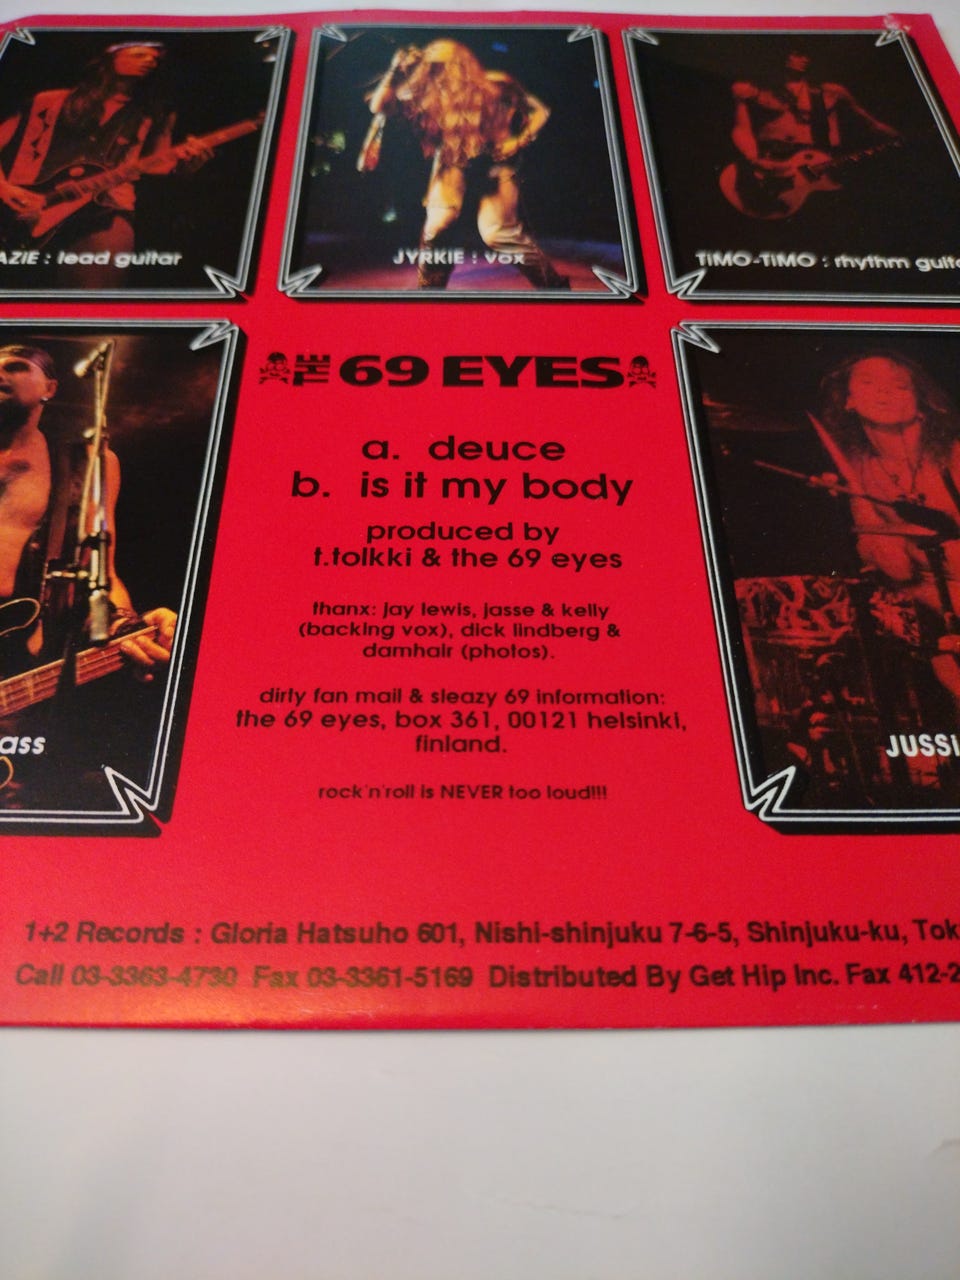 AZiE : lead guitar
JYRKIE : vox
TiMO-TiMO : rhythm guita
THE 69 EYES
a. deuce
b. is it my body
produced by
t.tolkki & the 69 eyes
thanx: jay lewis, jasse & kelly
(backing vox), dick lindberg &
damhair (photos).
dirty fan mail & sleazy 69 information:
the 69 eyes, box 361, 00121 helsinki,
finland.
ass
JUSSi
rock'n'roll is NEVER too loud!!!
1+2 Records : Gloria Hatsuho 601, Nishi-shinjuku 7-6-5, Shinjuku-ku, Tok
Call 03-3363-4730 Fax 03-3361-5169 Distributed By Get Hip Inc. Fax 412-2